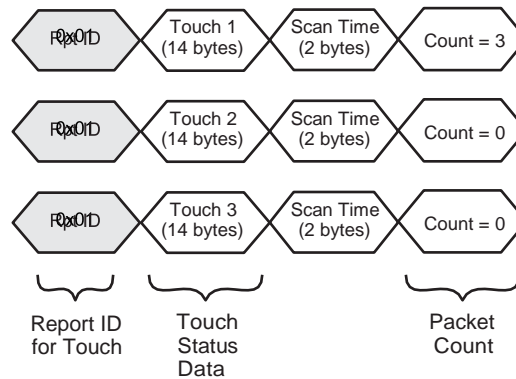 Touch 1
(14 bytes)
Scan Time
(2 bytes)
Count = 3
Touch 2
(14 bytes)
Scan Time
(2 bytes)
Count = 0
Touch 3
(14 bytes)
Scan Time
(2 bytes)
Count = 0
Report ID
for Touch
Touch
Status
Data
Packet
Count